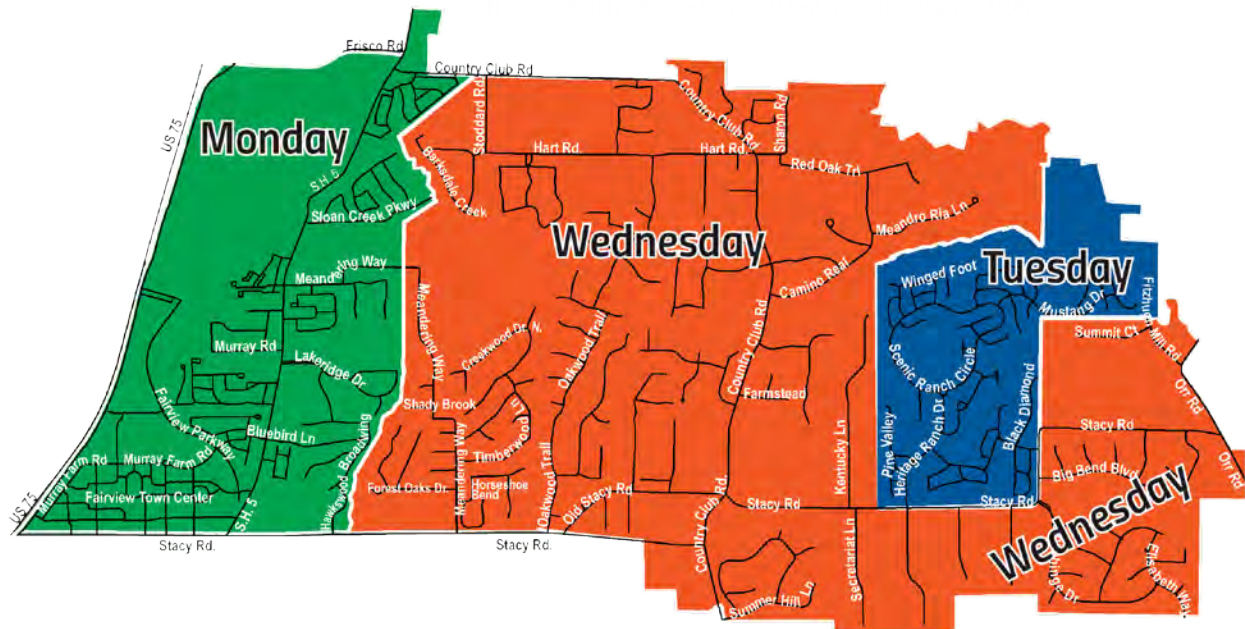 Frisco Rd
Country Club Rd
US 75
Monday
Stoddard Rd
Country Club Rd
Sharon Rd
Hart Rd.
Hart Rd.
S.H. 5
Barksdale Creek
Red Oak Trl
Sloan Creek Pkwy
Meandro Ria Ln
Wednesday
Meandering Way
Winged Foot
Tuesday
Camino Real
Mustang Dr
Fitzhugh Mill Rd
Meandaring Way
Creekwood Dr. N.
Oakwood Trail
Country Club Rd
Summit Ct
Murray Rd
Lakeridge Dr
Scenic Ranch Circle
Orr Rd
Fairview Parkway
Shady Brook
Farmstead
Black Diamond
Bluebird Ln
Hawkswood Broadwing
Meandering Way
Timberwood Ln
Kentucky Ln
Pine Valley
Heritage Ranch Dr
Stacy Rd
Orr Rd
Murray Farm Rd
Murray Farm Rd
Forest Oaks Dr.
Horseshoe
Bend
Oakwood Trail
Big Bend Blvd
Fairview Town Center
Old Stacy Rd
Stacy Rd
Stacy Rd
US 75
S.H. 5
Country Club Rd.
Secretariat Ln
Wednesday
Stacy Rd.
Stacy Rd.
Elisabeth Way
Summer Hill Ln